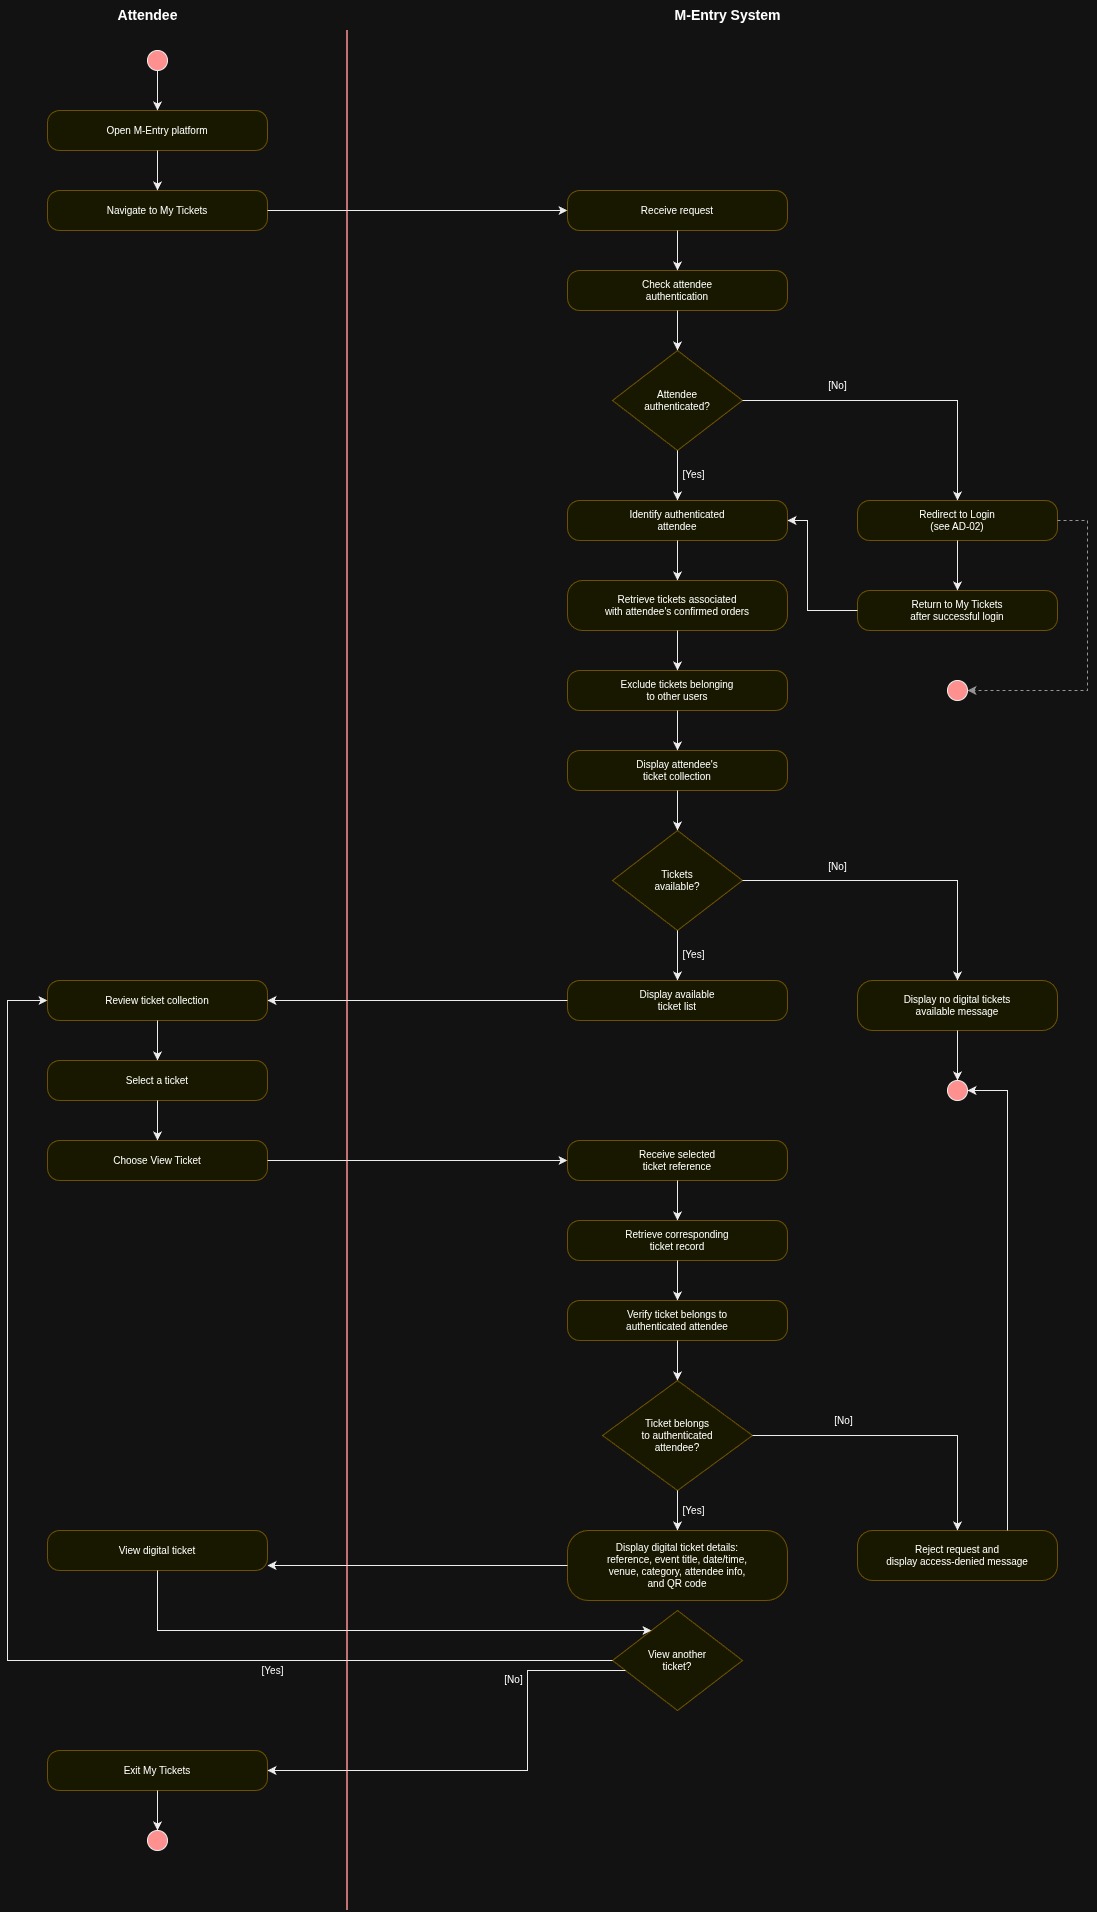 Attendee
M-Entry System
Open M-Entry platform
Navigate to My Tickets
Receive request
Check attendee
authentication
Attendee
authenticated?
[No]
[Yes]
Identify authenticated
attendee
Redirect to Login
(see AD-02)
Retrieve tickets associated
with attendee's confirmed orders
Return to My Tickets
after successful login
Exclude tickets belonging
to other users
Display attendee's
ticket collection
Tickets
available?
[No]
[Yes]
Review ticket collection
Display available
ticket list
Display no digital tickets
available message
Select a ticket
Choose View Ticket
Receive selected
ticket reference
Retrieve corresponding
ticket record
Verify ticket belongs to
authenticated attendee
Ticket belongs
to authenticated
attendee?
[No]
[Yes]
View digital ticket
Display digital ticket details:
reference, event title, date/time,
venue, category, attendee info,
and QR code
Reject request and
display access-denied message
View another
ticket?
[Yes]
[No]
Exit My Tickets